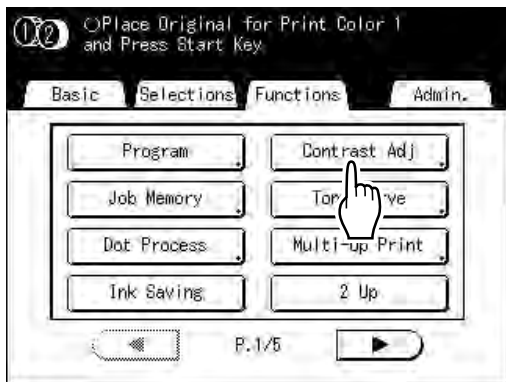 ①② ○Place Original for Print Color 1
and Press Start Key
Basic Selections Functions Admin.
Program Contrast Adj
Job Memory
Dot Process Multi-Up Print
Ink Saving 2 Up
P.1/5